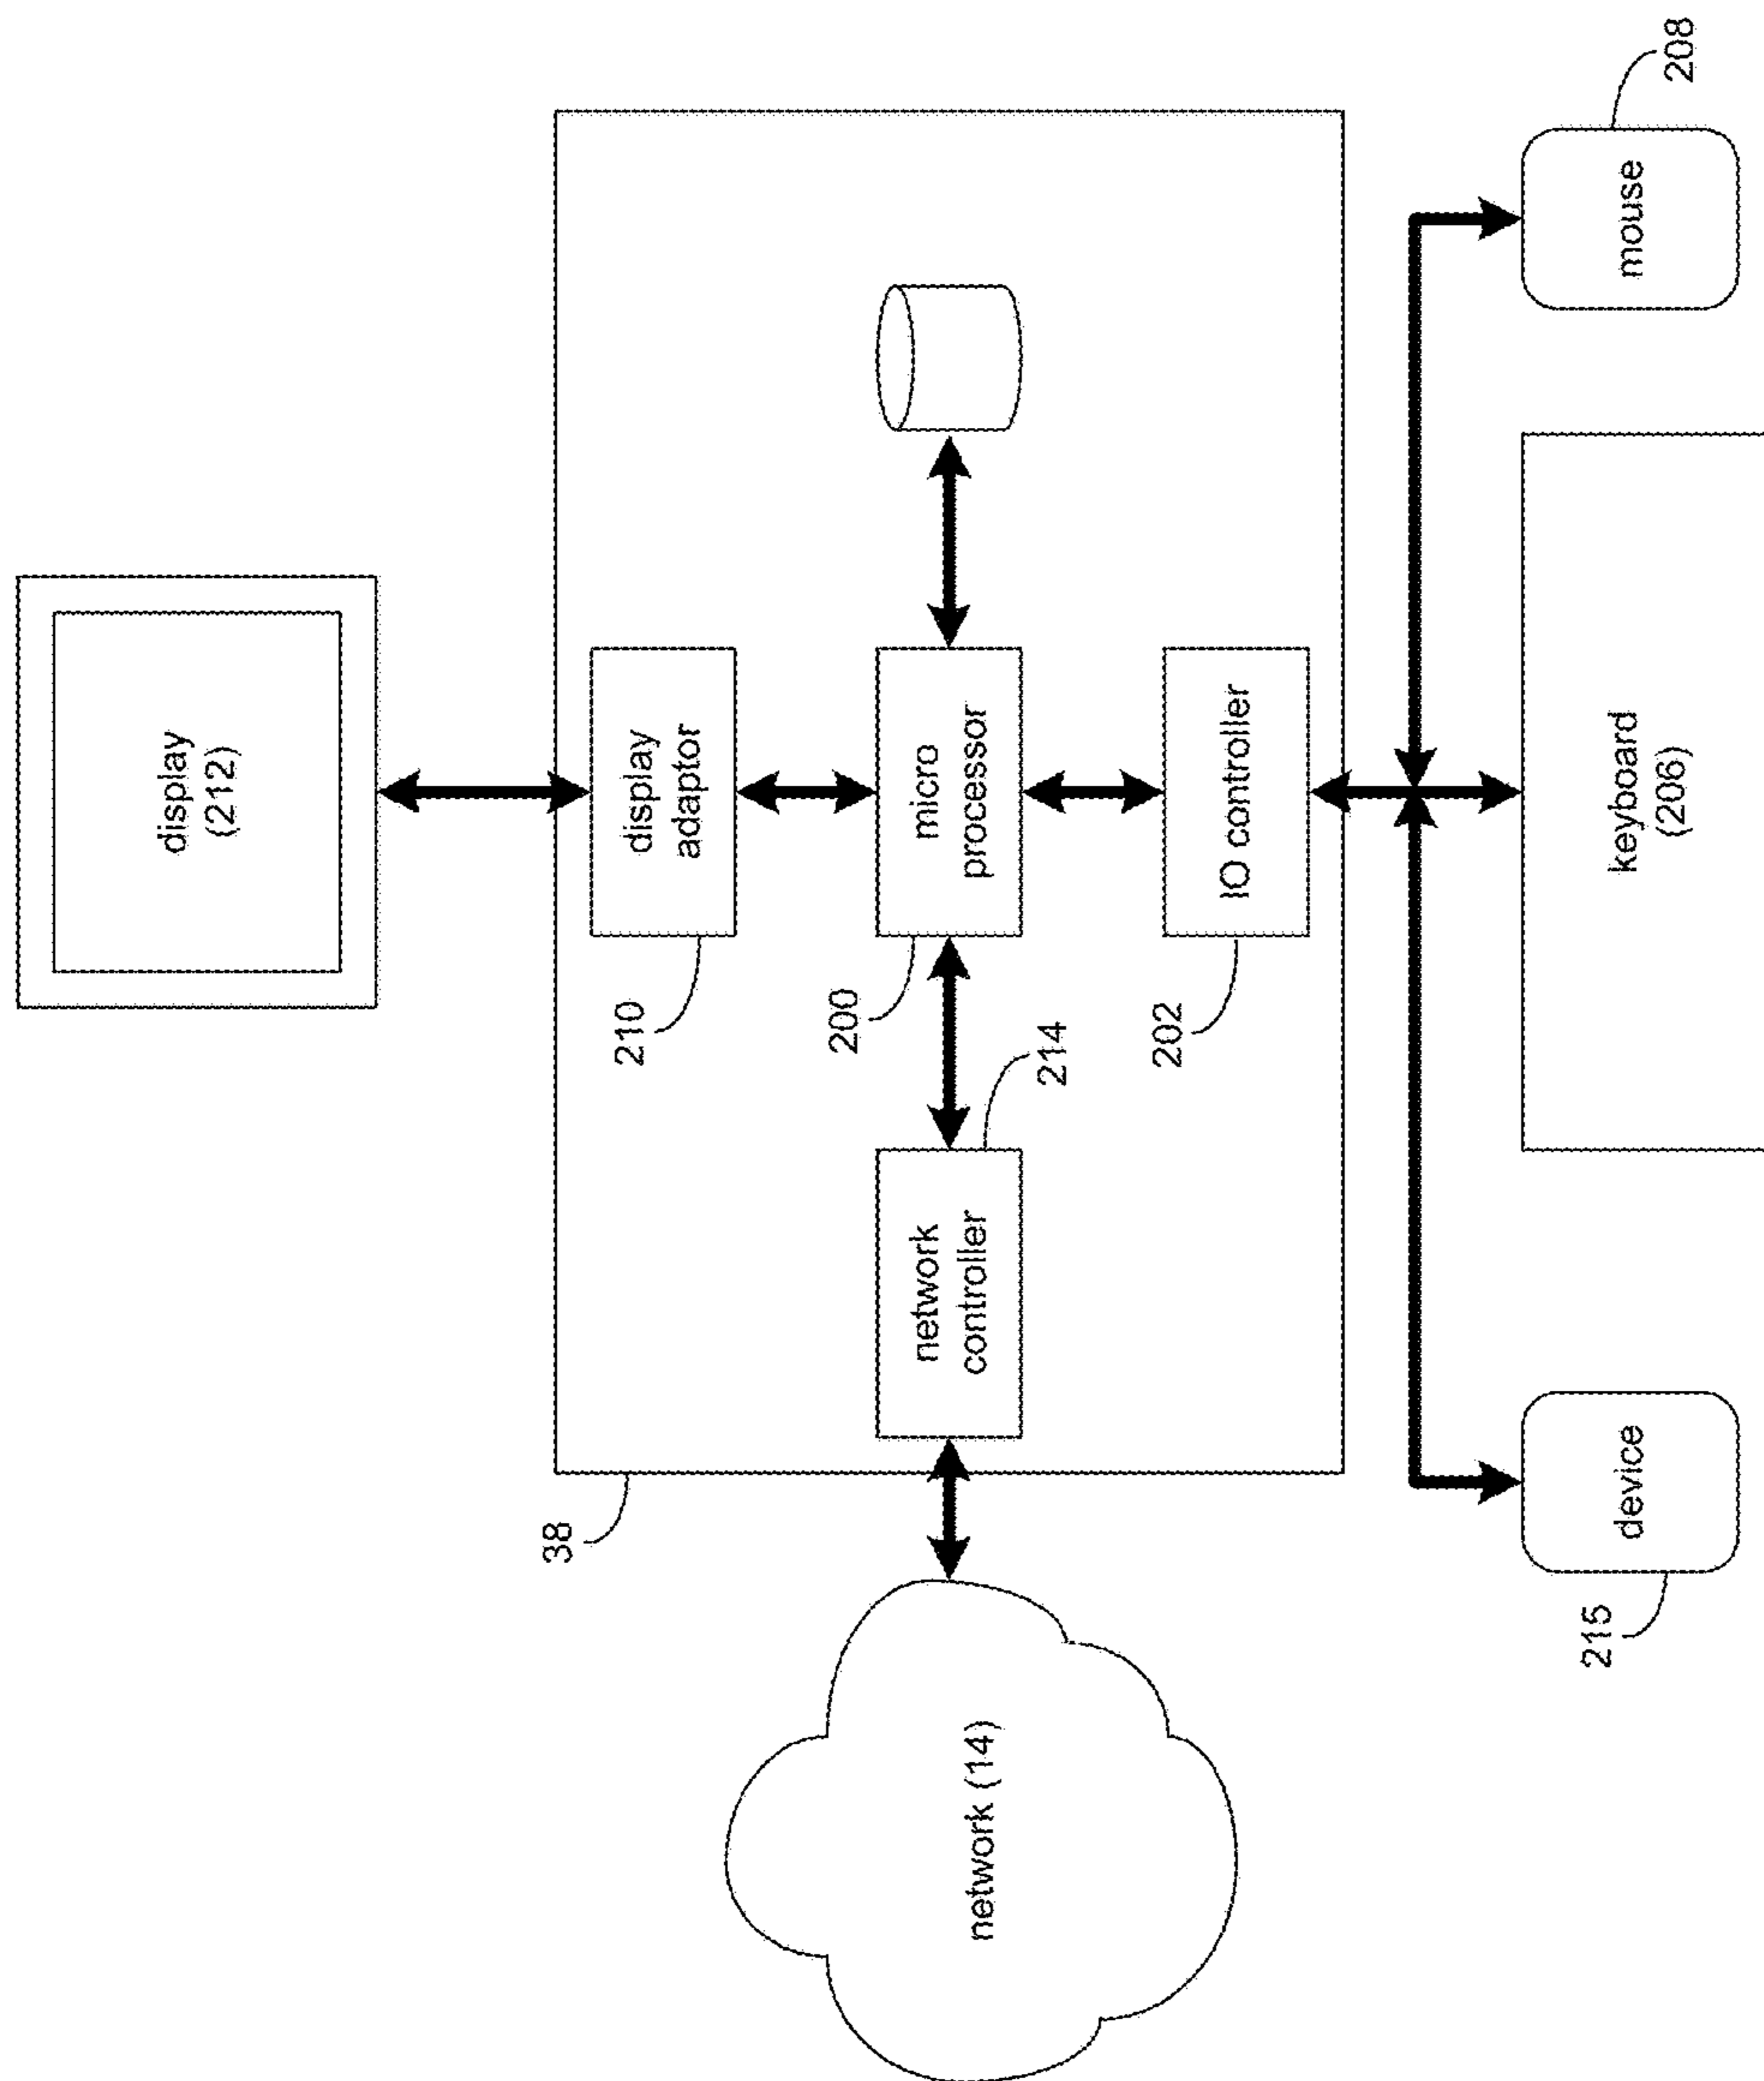 display
(212)
38
210
display
adaptor
network (14)
network
controller
200
micro
processor
214
202
IO controller
215
device
keyboard
(206)
mouse
208